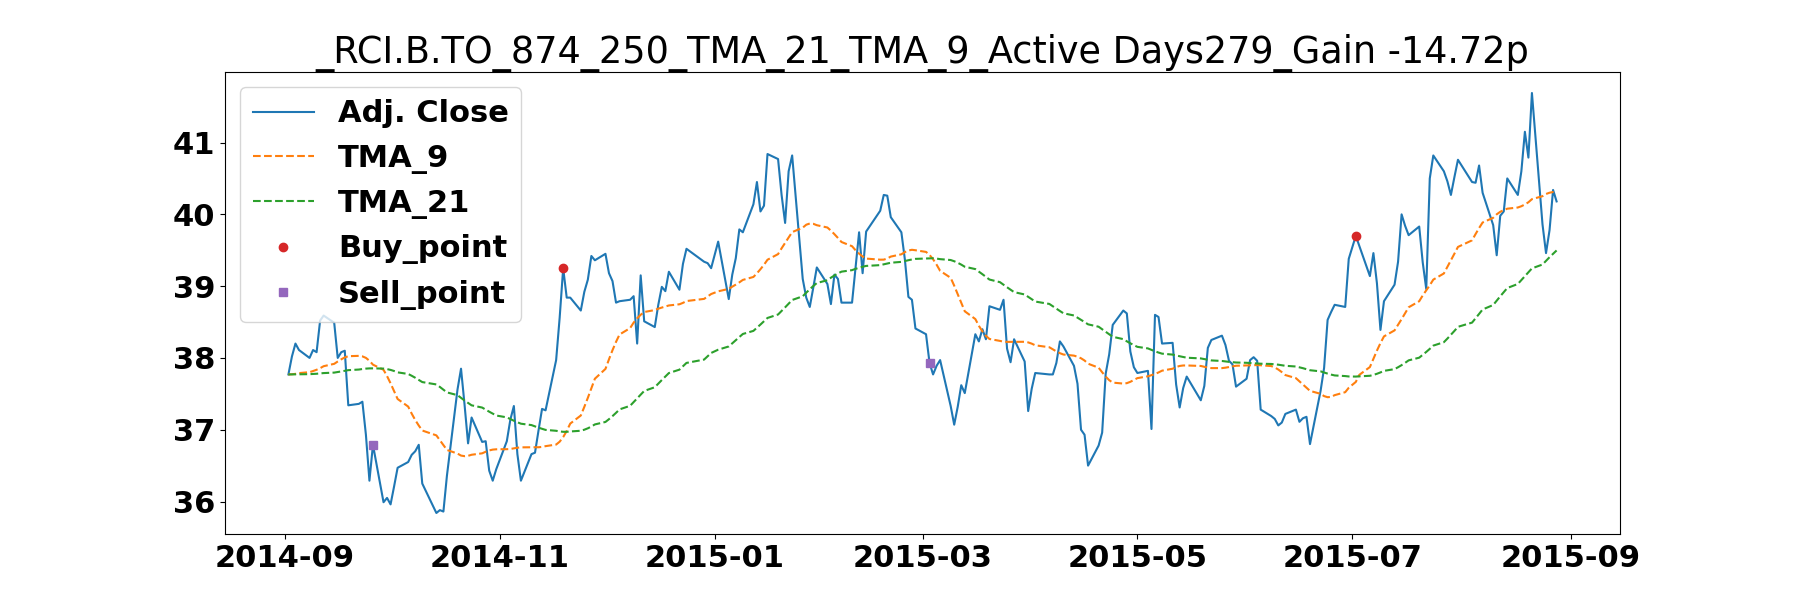 _RCI.B.TO_874_250_TMA_21_TMA_9_Active Days279_Gain -14.72p
Adj. Close
TMA_9
TMA_21
Buy_point
Sell_point
41
40
39
38
37
36
2014-09 2014-11 2015-01 2015-03 2015-05 2015-07 2015-09